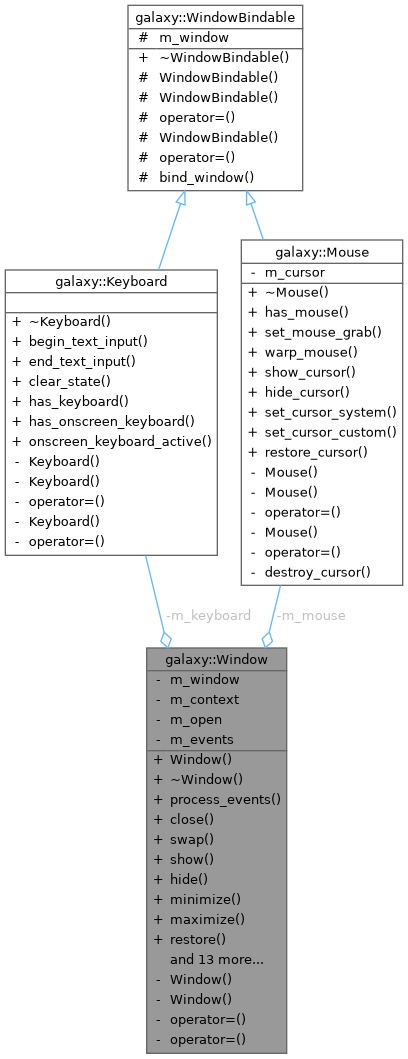 galaxy::WindowBindable
# m_window
+ ~WindowBindable()
# WindowBindable()
# WindowBindable()
# operator=()
# WindowBindable()
# operator=()
# bind_window()
galaxy::Keyboard
+ ~Keyboard()
+ begin_text_input()
+ end_text_input()
+ clear_state()
+ has_keyboard()
+ has_onscreen_keyboard()
+ onscreen_keyboard_active()
- Keyboard()
- Keyboard()
- operator=()
- Keyboard()
- operator=()
galaxy::Mouse
- m_cursor
+ ~Mouse()
+ has_mouse()
+ set_mouse_grab()
+ warp_mouse()
+ show_cursor()
+ hide_cursor()
+ set_cursor_system()
+ set_cursor_custom()
+ restore_cursor()
- Mouse()
- Mouse()
- operator=()
- Mouse()
- operator=()
- destroy_cursor()
-m_keyboard
-m_mouse
galaxy::Window
- m_window
- m_context
- m_open
- m_events
+ Window()
+ ~Window()
+ process_events()
+ close()
+ swap()
+ show()
+ hide()
+ minimize()
+ maximize()
+ restore()
and 13 more...
- Window()
- Window()
- operator=()
- operator=()